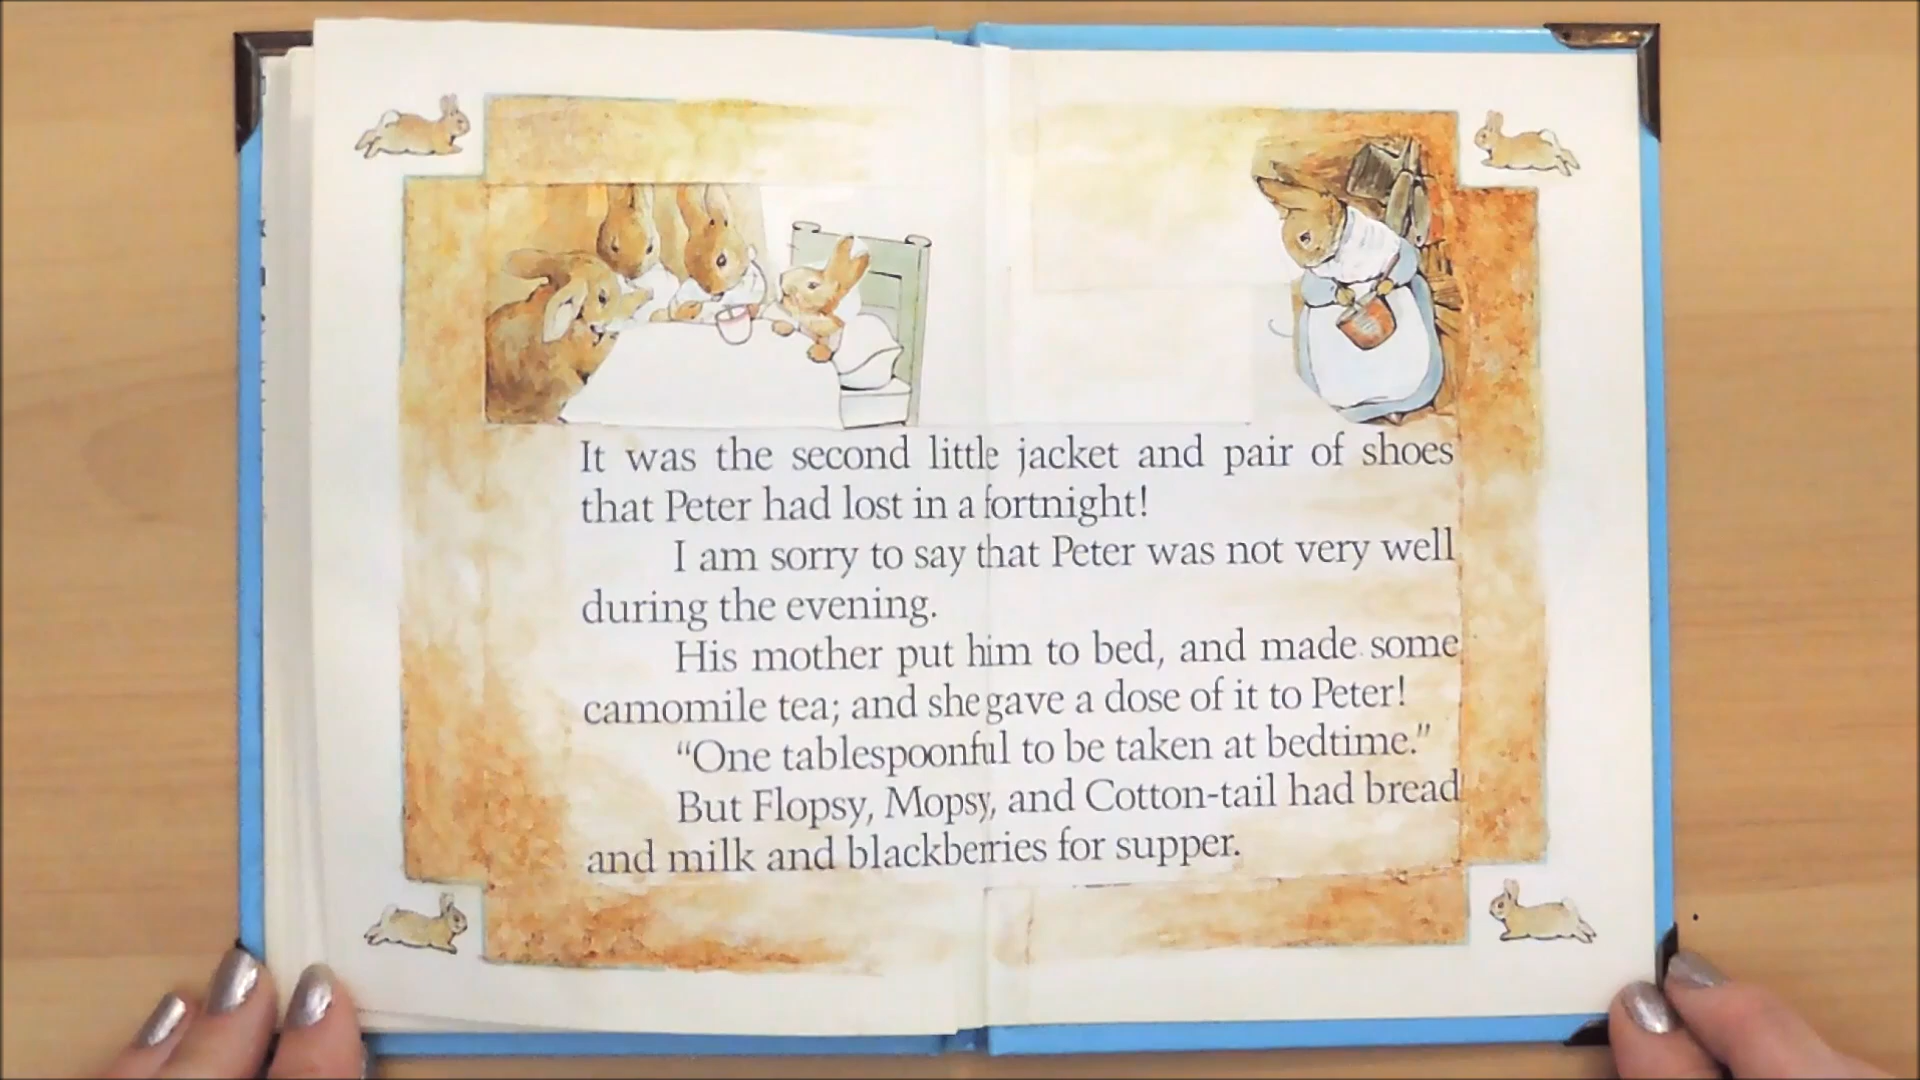 It was the second little jacket and pair of shoes
that Peter had lost in a fortnight!
I am sorry to say that Peter was not very well
during the evening.
His mother put him to bed, and made some
camomile tea; and she gave a dose of it to Peter!
“One tablespoonful to be taken at bedtime.”
But Flopsy, Mopsy, and Cotton-tail had bread
and milk and blackberries for supper.